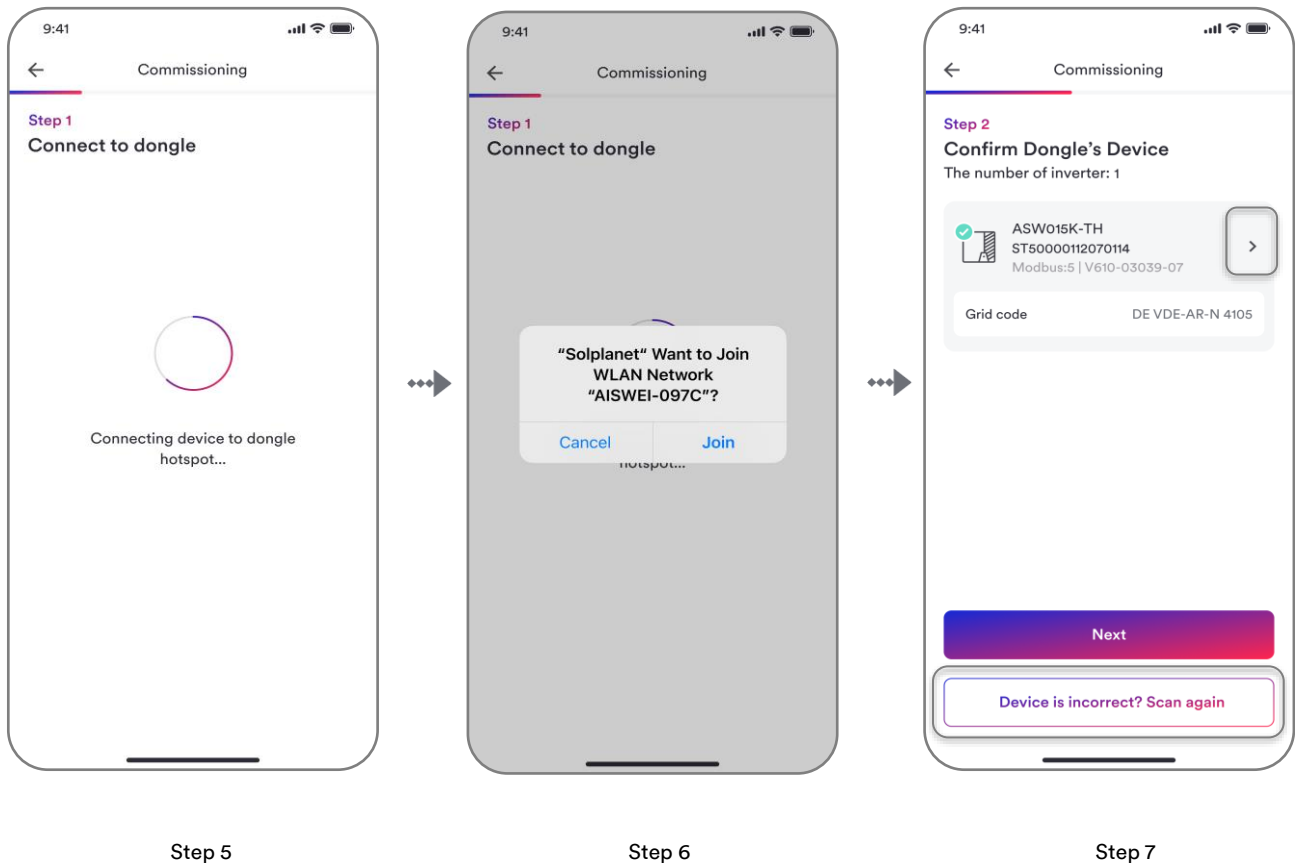 9:41
Commissioning
Step 1
Connect to dongle
Connecting device to dongle
hotspot...
Step 5
9:41
Commissioning
Step 1
Connect to dongle
"Solplanet" Want to Join
WLAN Network
"AISWEI-097C"?
Cancel Join
hotspot...
Step 6
9:41
Commissioning
Step 2
Confirm Dongle's Device
The number of inverter: 1
ASW015K-TH
ST50000112070114
Modbus:5 | V610-03039-07
Grid code DE VDE-AR-N 4105
Next
Device is incorrect? Scan again
Step 7